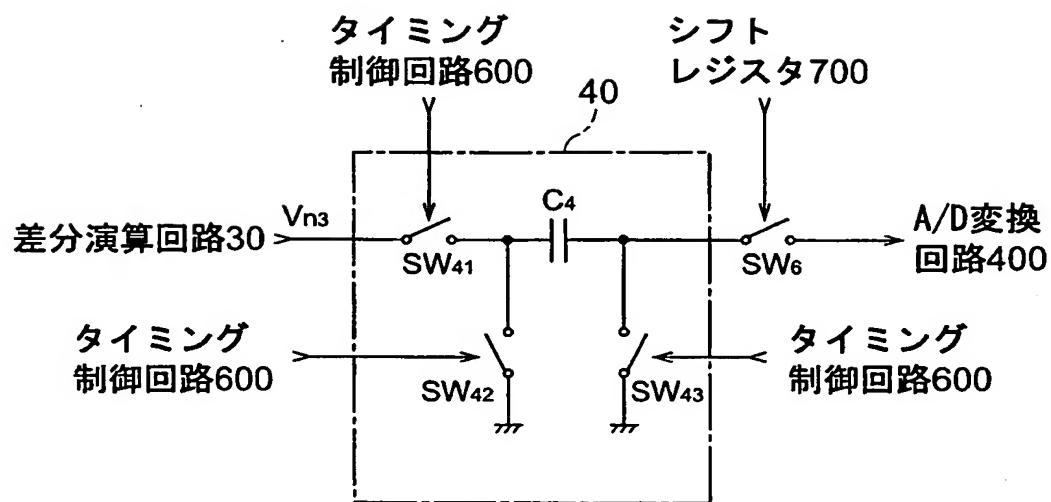 タイミング
制御回路600
シフト
レジスタ700
40
C4
Vn3
差分演算回路30
SW41
SW6
A/D変換
回路400
タイミング
制御回路600
SW42
SW43
タイミング
制御回路600